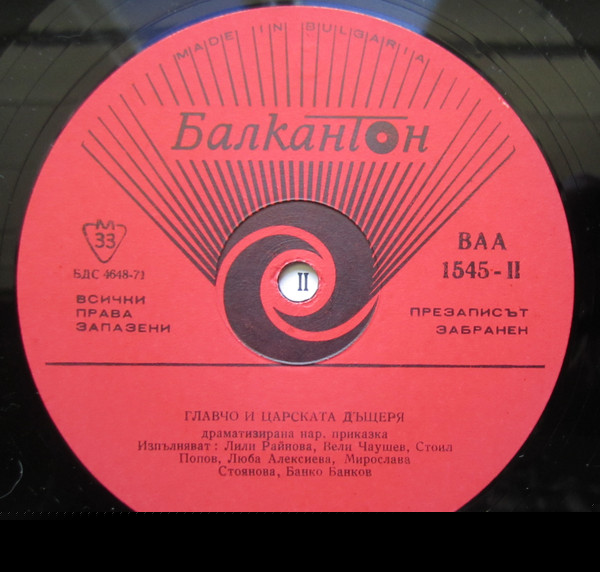 MADE IN BULGARIA
Балкантон
M
33
БДС 4648-71
ВСИЧКИ
ПРАВА
ЗАПАЗЕНИ
II
ВАА
1545-II
ПРЕЗАПИСЪТ
ЗАБРАНЕН
ГЛАВЧО И ЦАРСКАТА ДЪЩЕРЯ
драматизирана нар. приказка
Изпълняват: Лили Райнова, Вели Чаушев, Стоил
Попов, Люба Алексиева, Мирослава
Стоянова, Банко Банков